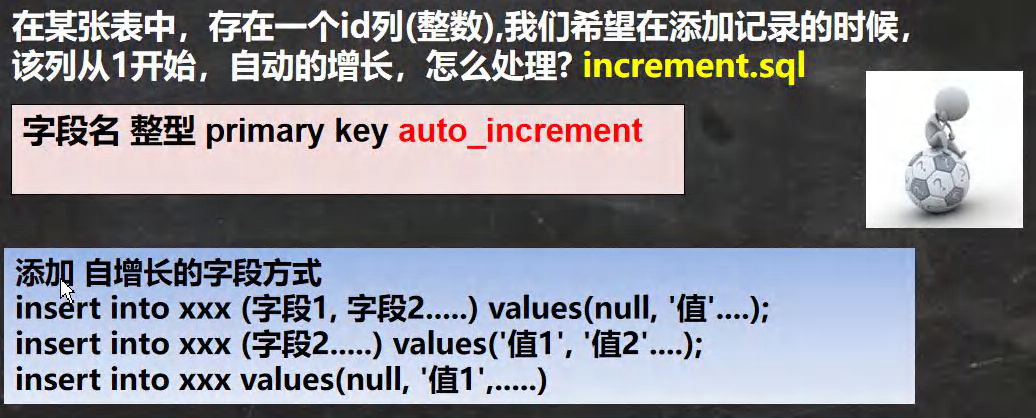 在某张表中，存在一个id列(整数),我们希望在添加记录的时候，
该列从1开始，自动的增长，怎么处理? increment.sql
字段名 整型 primary key auto_increment
添加 自增长的字段方式
insert into xxx (字段1, 字段2.....) values(null, '值'....);
insert into xxx (字段2.....) values('值1', '值2'....);
insert into xxx values(null, '值1',.....)